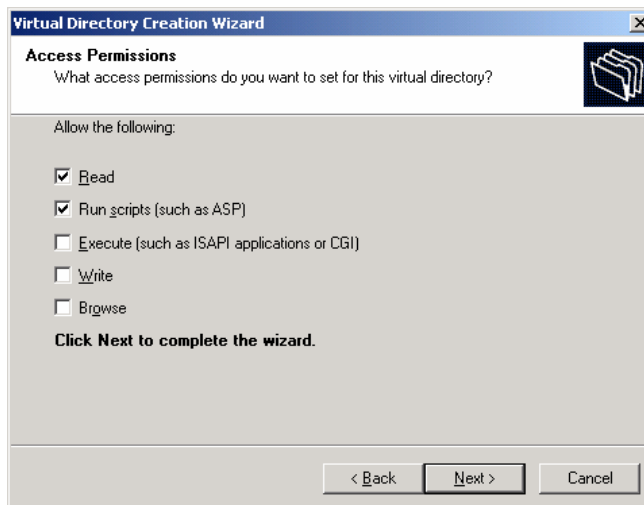 Virtual Directory Creation Wizard
Access Permissions
What access permissions do you want to set for this virtual directory?
Allow the following:
Read
Run scripts (such as ASP)
Execute (such as ISAPI applications or CGI)
Write
Browse
Click Next to complete the wizard.
< Back Next > Cancel